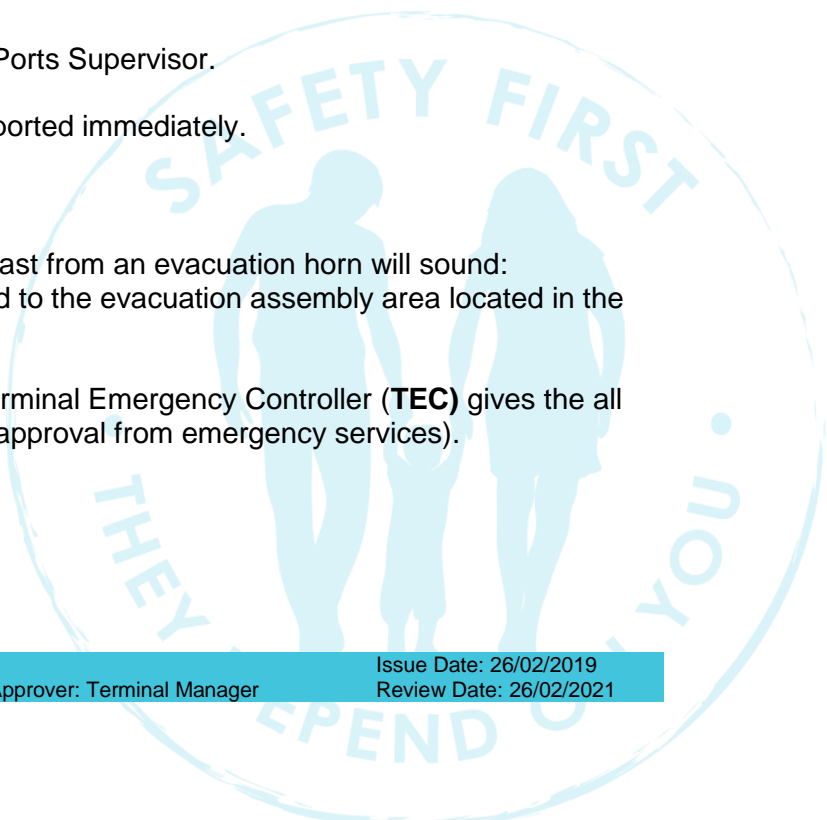 Ports Supervisor.
ported immediately.
ast from an evacuation horn will sound:
d to the evacuation assembly area located in the
rminal Emergency Controller (TEC) gives the all
approval from emergency services).
Issue Date: 26/02/2019
Approver: Terminal Manager Review Date: 26/02/2021
SAFETY FIRST
THEY DEPEND ON YOU